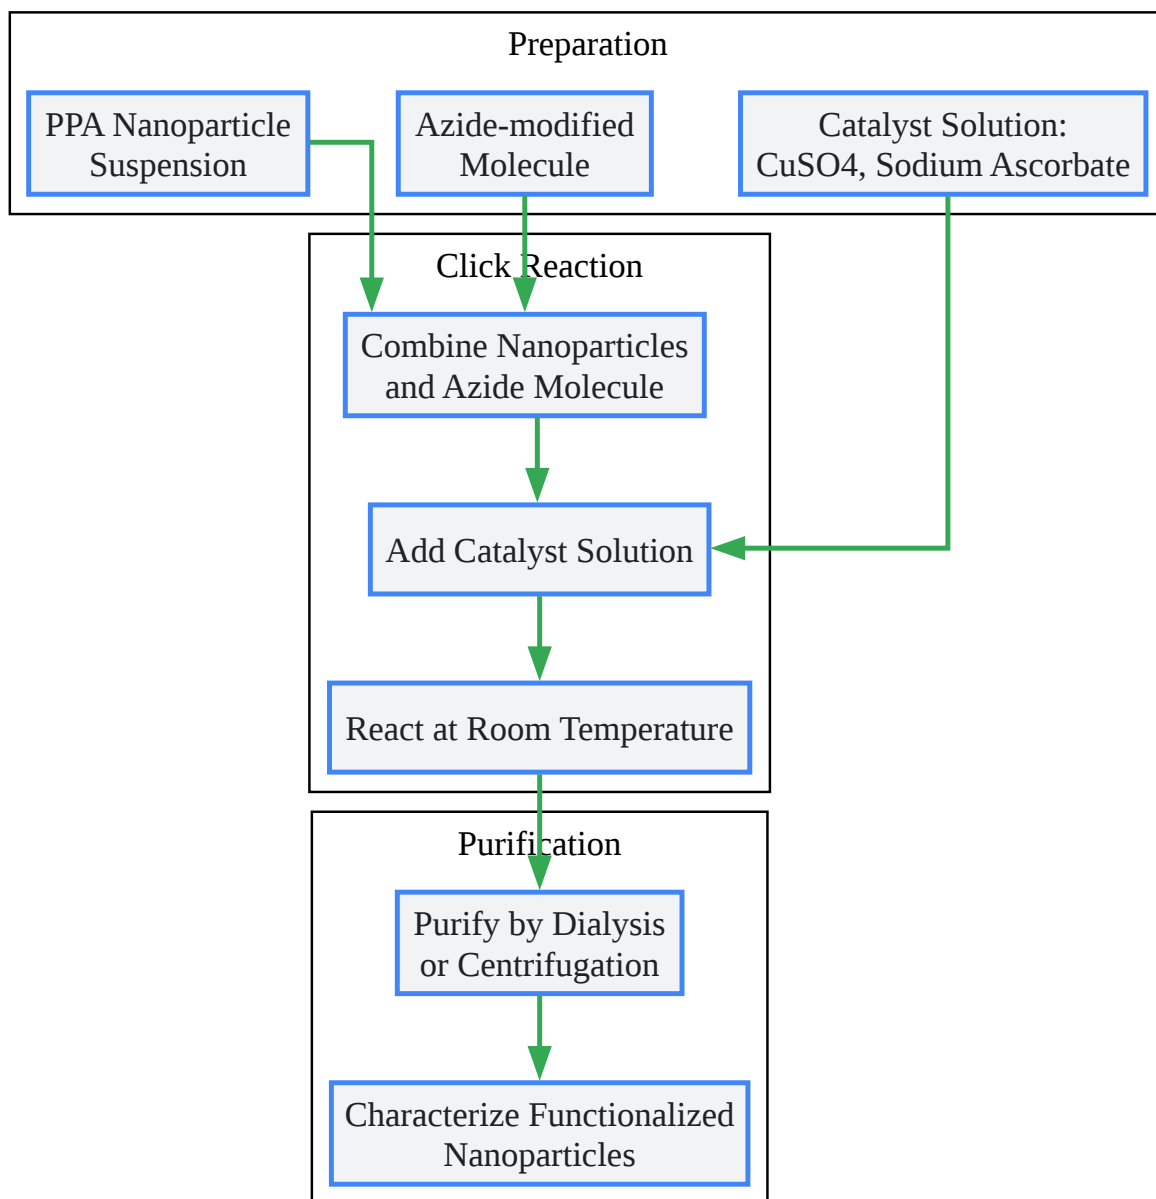 Preparation
PPA Nanoparticle
Suspension
Azide-modified
Molecule
Catalyst Solution:
CuSO4, Sodium Ascorbate
Click Reaction
Combine Nanoparticles
and Azide Molecule
Add Catalyst Solution
React at Room Temperature
Purification
Purify by Dialysis
or Centrifugation
Characterize Functionalized
Nanoparticles